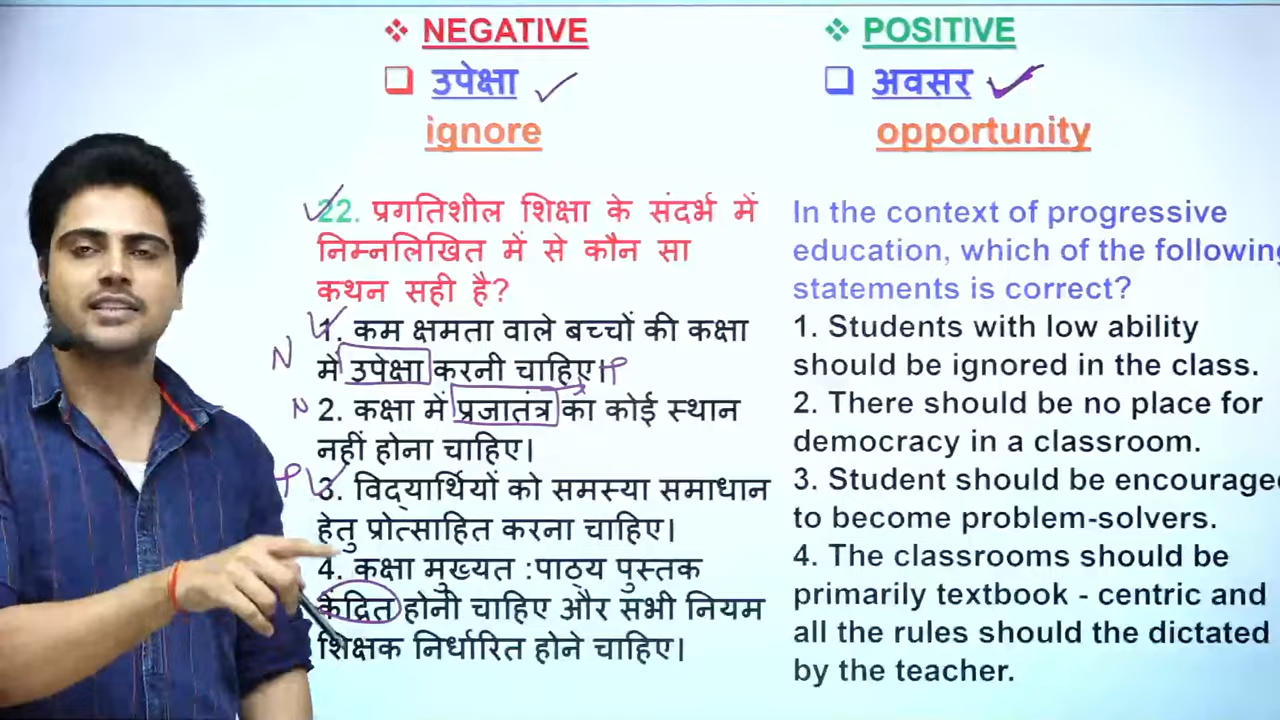 ❖ NEGATIVE
❖ POSITIVE
❑ उपेक्षा
❑ अवसर
ignore
opportunity
22. प्रगतिशील शिक्षा के संदर्भ में
निम्नलिखित में से कौन सा
कथन सही है?
1. कम क्षमता वाले बच्चों की कक्षा
में उपेक्षा करनी चाहिए।
2. कक्षा में प्रजातंत्र का कोई स्थान
नहीं होना चाहिए।
3. विद्यार्थियों को समस्या समाधान
हेतु प्रोत्साहित करना चाहिए।
4. कक्षा मुख्यत :पाठ्य पुस्तक
केंद्रित होनी चाहिए और सभी नियम
शिक्षक निर्धारित होने चाहिए।
N
P
N
P
In the context of progressive
education, which of the following
statements is correct?
1. Students with low ability
should be ignored in the class.
2. There should be no place for
democracy in a classroom.
3. Student should be encourage
to become problem-solvers.
4. The classrooms should be
primarily textbook - centric and
all the rules should the dictated
by the teacher.